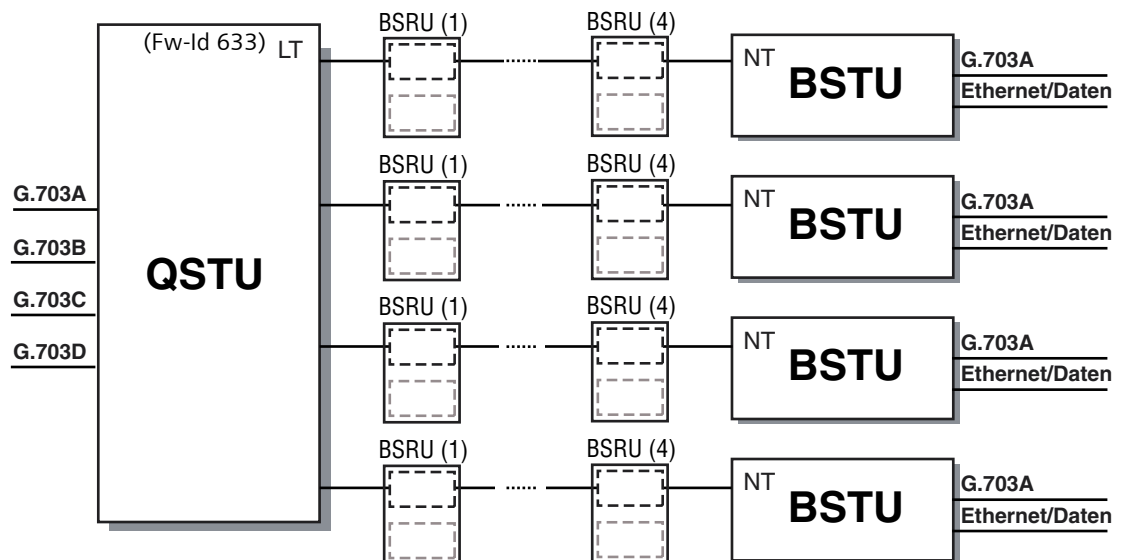 BSRU (1) BSRU (4)
(Fw-Id 633) LT
NT BSTU
G.703A
Ethernet/Daten
BSRU (1) BSRU (4)
NT BSTU
G.703A
Ethernet/Daten
G.703A
G.703B
G.703C
G.703D
QSTU
BSRU (1) BSRU (4)
NT BSTU
G.703A
Ethernet/Daten
BSRU (1) BSRU (4)
NT BSTU
G.703A
Ethernet/Daten